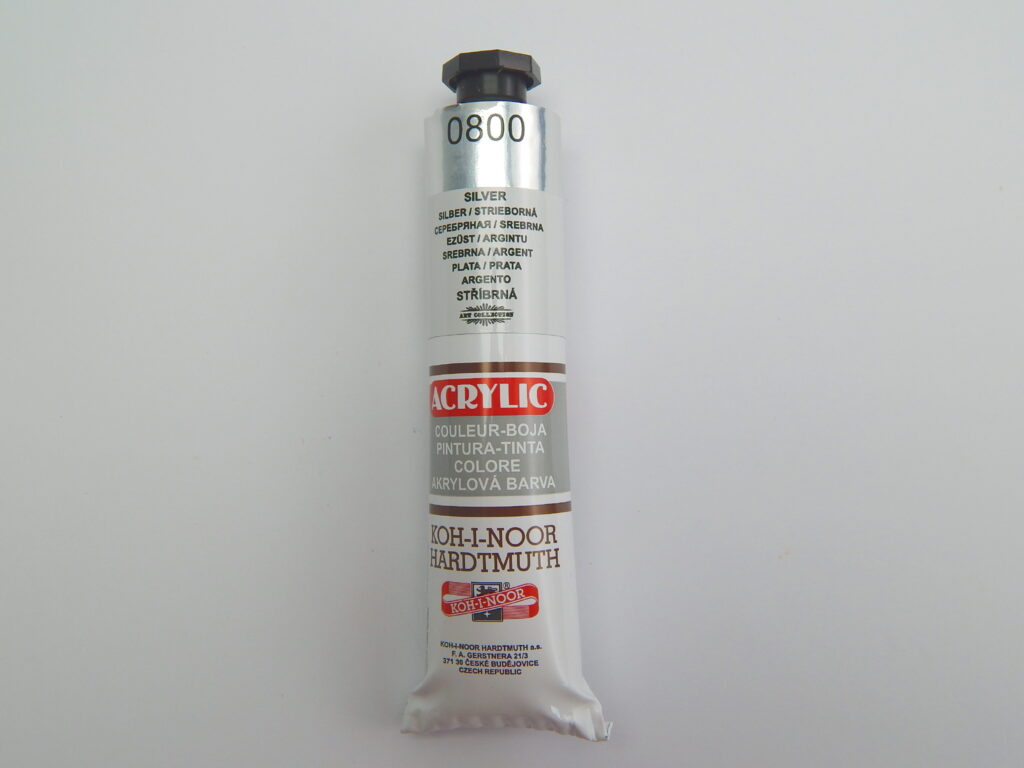 0800
SILVER
SILBER / STRIEBORNÁ
СЕРЕБРЯНАЯ / SREBRNA
EZÜST / ARGINTU
SREBRNA / ARGENT
PLATA / PRATA
ARGENTO
STŘÍBRNÁ
ART COLLECTION
ACRYLIC
COULEUR-BOJA
PINTURA-TINTA
COLORE
AKRYLOVÁ BARVA
KOH-I-NOOR
HARDTMUTH
®
KOH-I-NOOR
KOH-I-NOOR HARDTMUTH a.s.
F. A. GERSTNERA 21/3
371 30 ČESKÉ BUDĚJOVICE
CZECH REPUBLIC